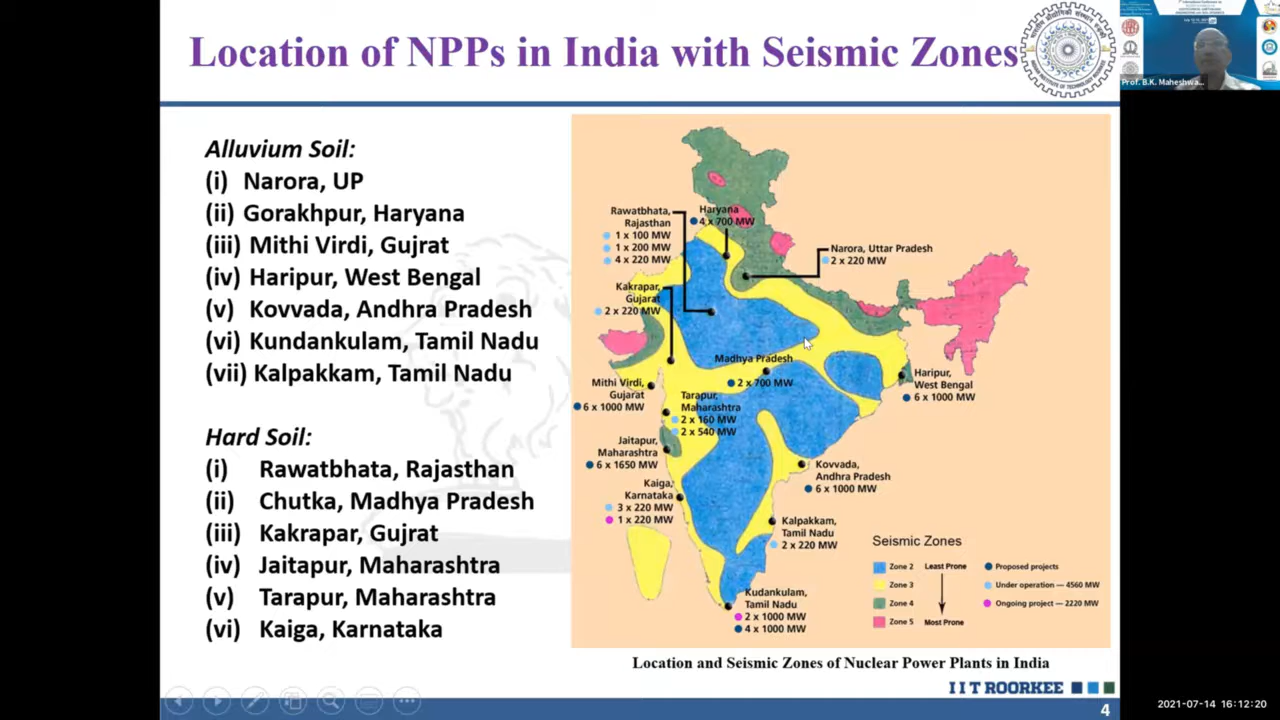 Location of NPPs in India with Seismic Zones
Prof. B.K. Maheshwa...
Alluvium Soil:
(i) Narora, UP
(ii) Gorakhpur, Haryana
(iii) Mithi Virdi, Gujrat
(iv) Haripur, West Bengal
(v) Kovvada, Andhra Pradesh
(vi) Kundankulam, Tamil Nadu
(vii) Kalpakkam, Tamil Nadu
Hard Soil:
(i) Rawatbhata, Rajasthan
(ii) Chutka, Madhya Pradesh
(iii) Kakrapar, Gujrat
(iv) Jaitapur, Maharashtra
(v) Tarapur, Maharashtra
(vi) Kaiga, Karnataka
Rawatbhata,
Rajasthan
1 x 100 MW
1 x 200 MW
4 x 220 MW
Haryana
4 x 700 MW
Narora, Uttar Pradesh
2 x 220 MW
Kakrapar,
Gujarat
2 x 220 MW
Madhya Pradesh
2 x 700 MW
Mithi Virdi,
Gujarat
6 x 1000 MW
Tarapur,
Maharashtra
2 x 160 MW
2 x 540 MW
Haripur,
West Bengal
6 x 1000 MW
Jaitapur,
Maharashtra
6 x 1650 MW
Kaiga,
Karnataka
3 x 220 MW
1 x 220 MW
Kovvada,
Andhra Pradesh
6 x 1000 MW
Kalpakkam,
Tamil Nadu
2 x 220 MW
Kudankulam,
Tamil Nadu
2 x 1000 MW
4 x 1000 MW
Seismic Zones
Zone 2 Least Prone
Zone 3
Zone 4
Zone 5 Most Prone
Proposed projects
Under operation — 4560 MW
Ongoing project — 2220 MW
Location and Seismic Zones of Nuclear Power Plants in India
I I T ROORKEE
4
2021-07-14 16:12:20